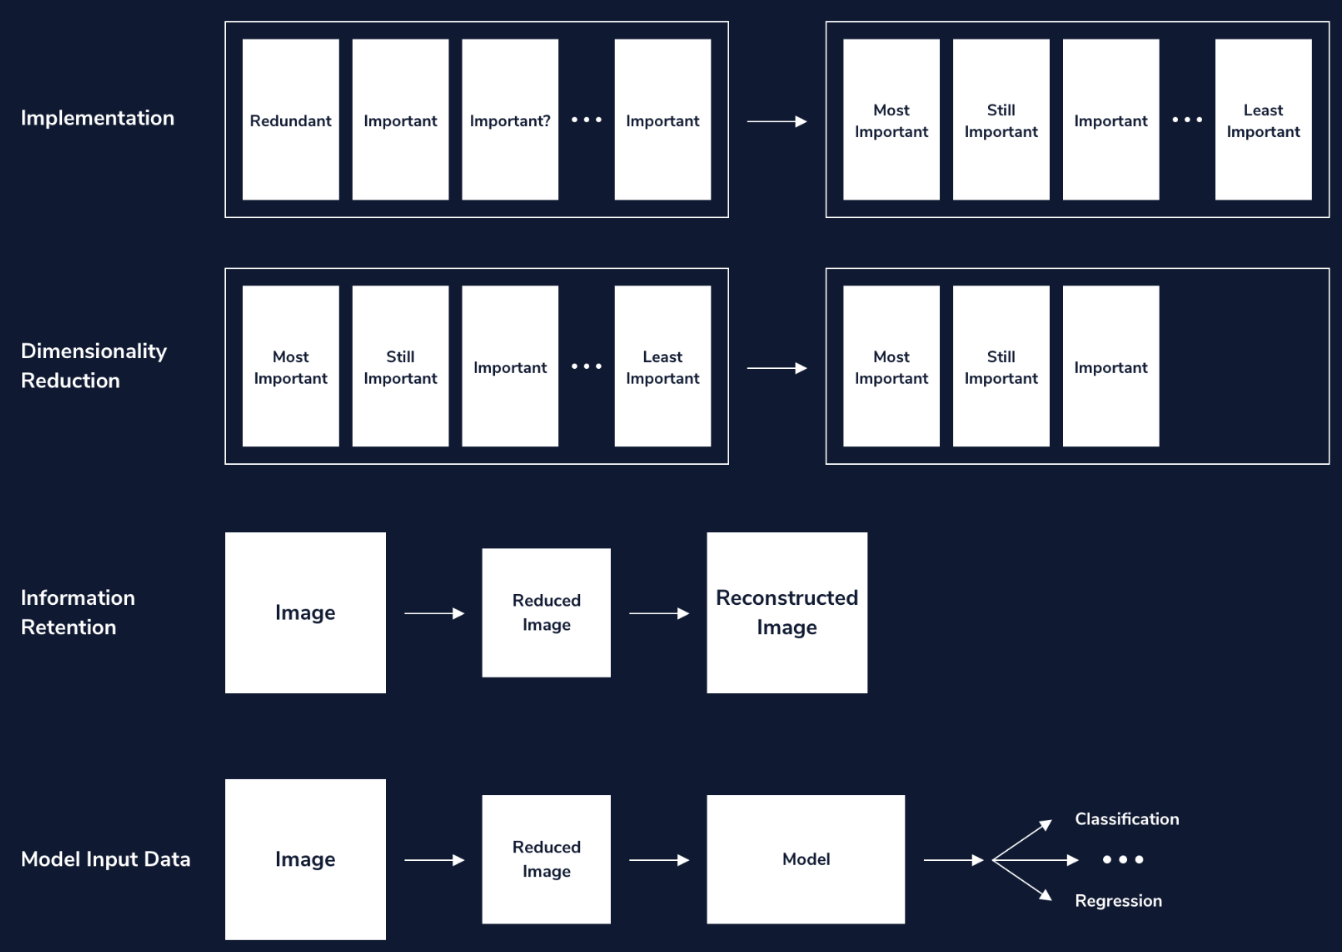 Implementation
Redundant
Important
Important?
• • •
Important
Most
Important
Still
Important
Important
• • •
Least
Important
Dimensionality
Reduction
Most
Important
Still
Important
Important
• • •
Least
Important
Most
Important
Still
Important
Important
Information
Retention
Image
Reduced
Image
Reconstructed
Image
Model Input Data
Image
Reduced
Image
Model
Classification
• • •
Regression